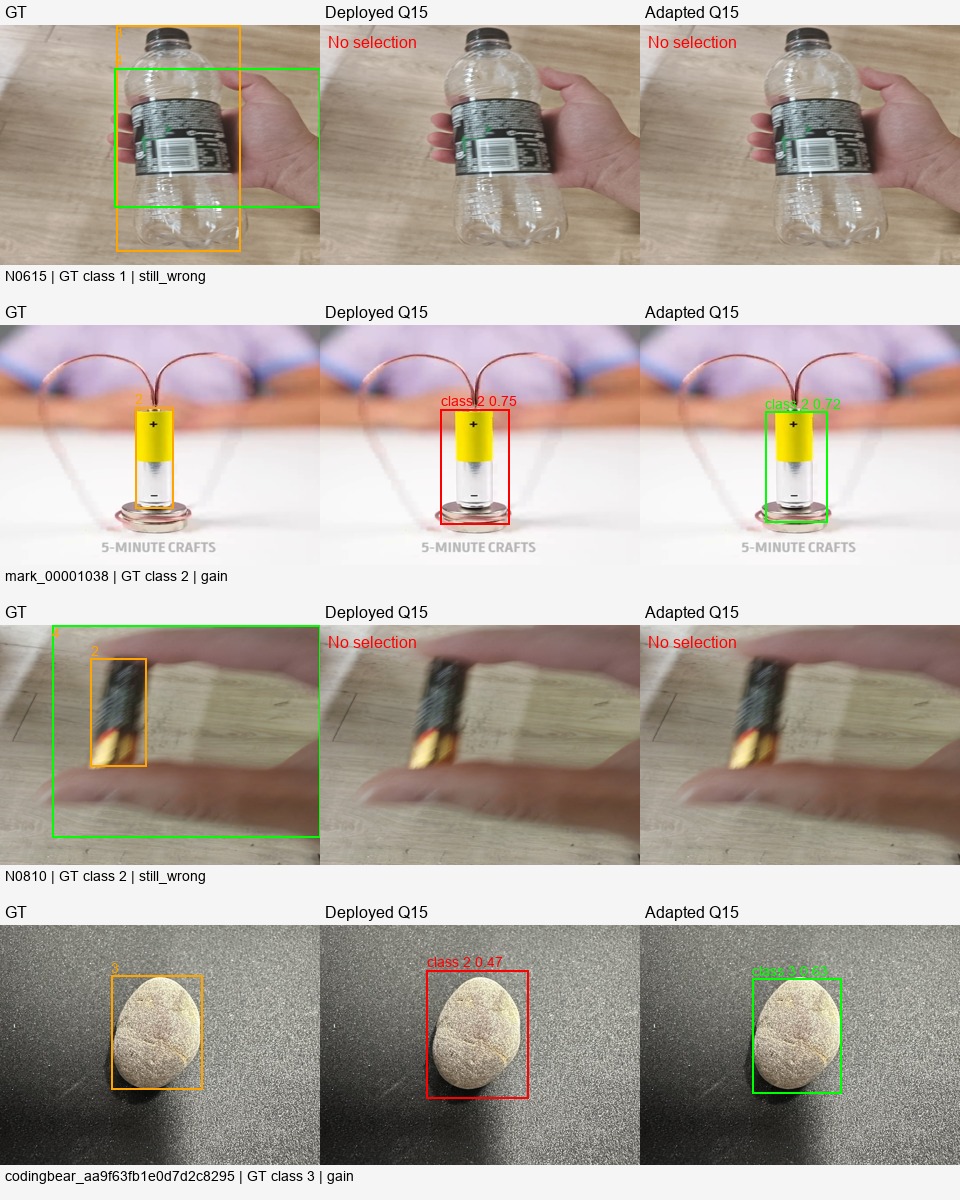 GT
Deployed Q15
Adapted Q15
No selection
No selection
N0615 | GT class 1 | still_wrong
GT
Deployed Q15
Adapted Q15
2
class 2 0.75
class 2 0.72
+
+
+
–
–
–
5-MINUTE CRAFTS
5-MINUTE CRAFTS
5-MINUTE CRAFTS
mark_00001038 | GT class 2 | gain
GT
Deployed Q15
Adapted Q15
No selection
No selection
4
2
N0810 | GT class 2 | still_wrong
GT
Deployed Q15
Adapted Q15
3
class 2 0.47
codingbear_aa9f63fb1e0d7d2c8295 | GT class 3 | gain